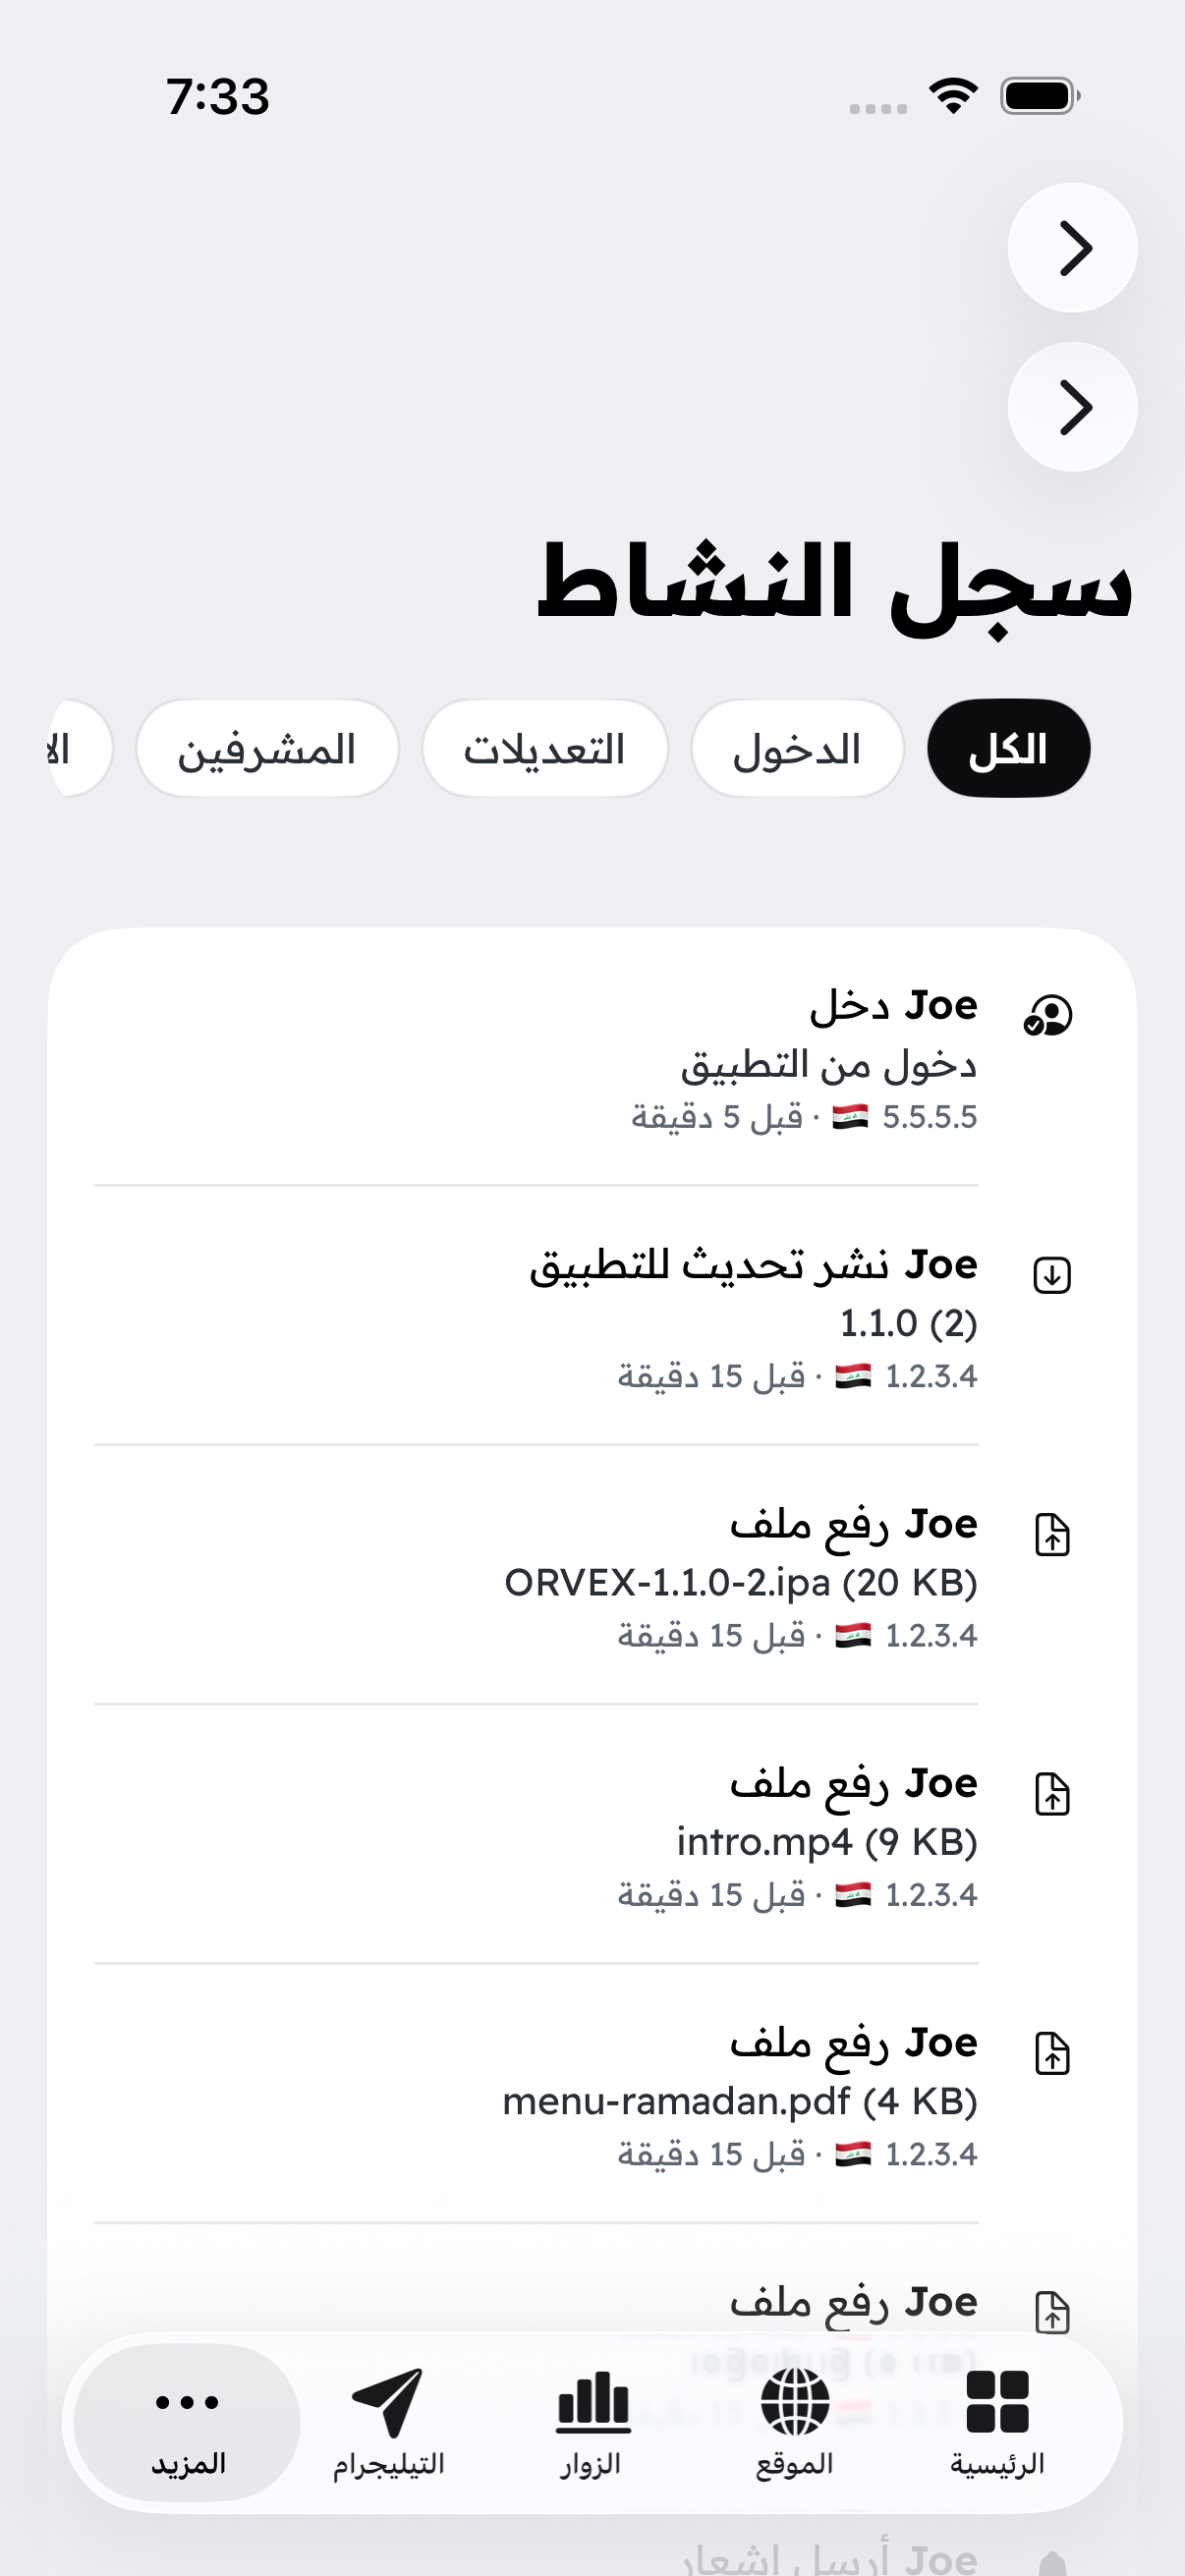 7:33
سجل النشاط
الكل
الدخول
التعديلات
المشرفين
Joe دخل
دخول من التطبيق
5.5.5.5 🇮🇶 · قبل 5 دقيقة
Joe نشر تحديث للتطبيق
1.1.0 (2)
1.2.3.4 🇮🇶 · قبل 15 دقيقة
Joe رفع ملف
ORVEX-1.1.0-2.ipa (20 KB)
1.2.3.4 🇮🇶 · قبل 15 دقيقة
Joe رفع ملف
intro.mp4 (9 KB)
1.2.3.4 🇮🇶 · قبل 15 دقيقة
Joe رفع ملف
menu-ramadan.pdf (4 KB)
1.2.3.4 🇮🇶 · قبل 15 دقيقة
Joe رفع ملف
الرئيسية
الموقع
الزوار
التيليجرام
المزيد
Joe أرسل إشعار